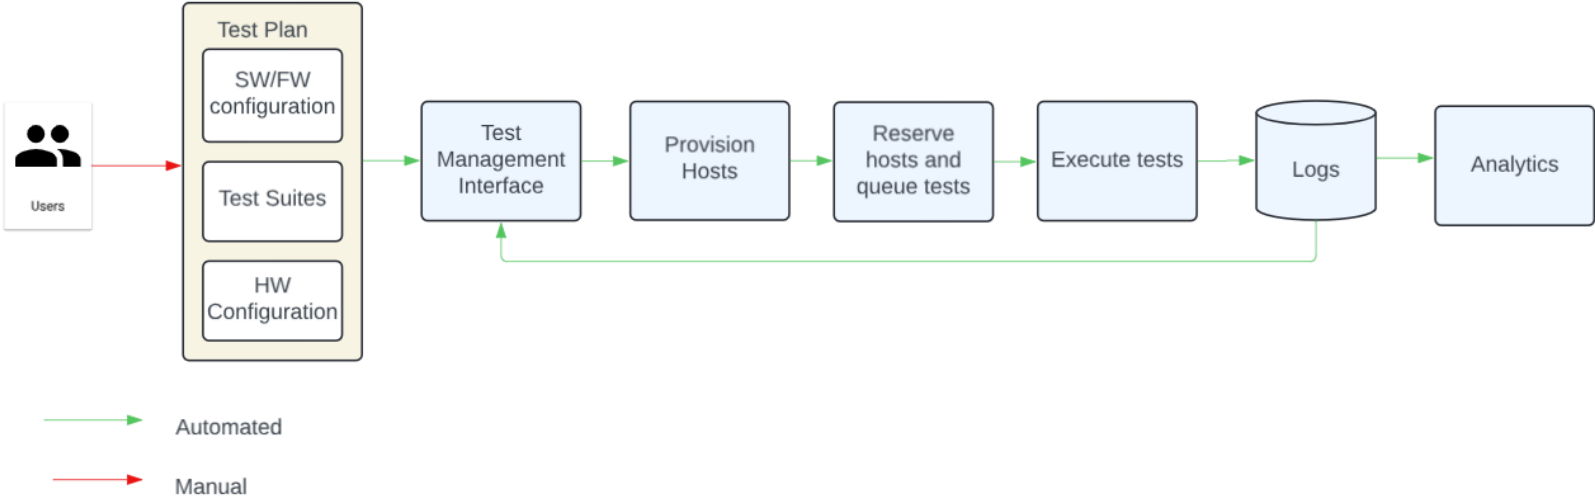 Users
Test Plan
SW/FW
configuration
Test Suites
HW
Configuration
Test
Management
Interface
Provision
Hosts
Reserve
hosts and
queue tests
Execute tests
Logs
Analytics
Automated
Manual